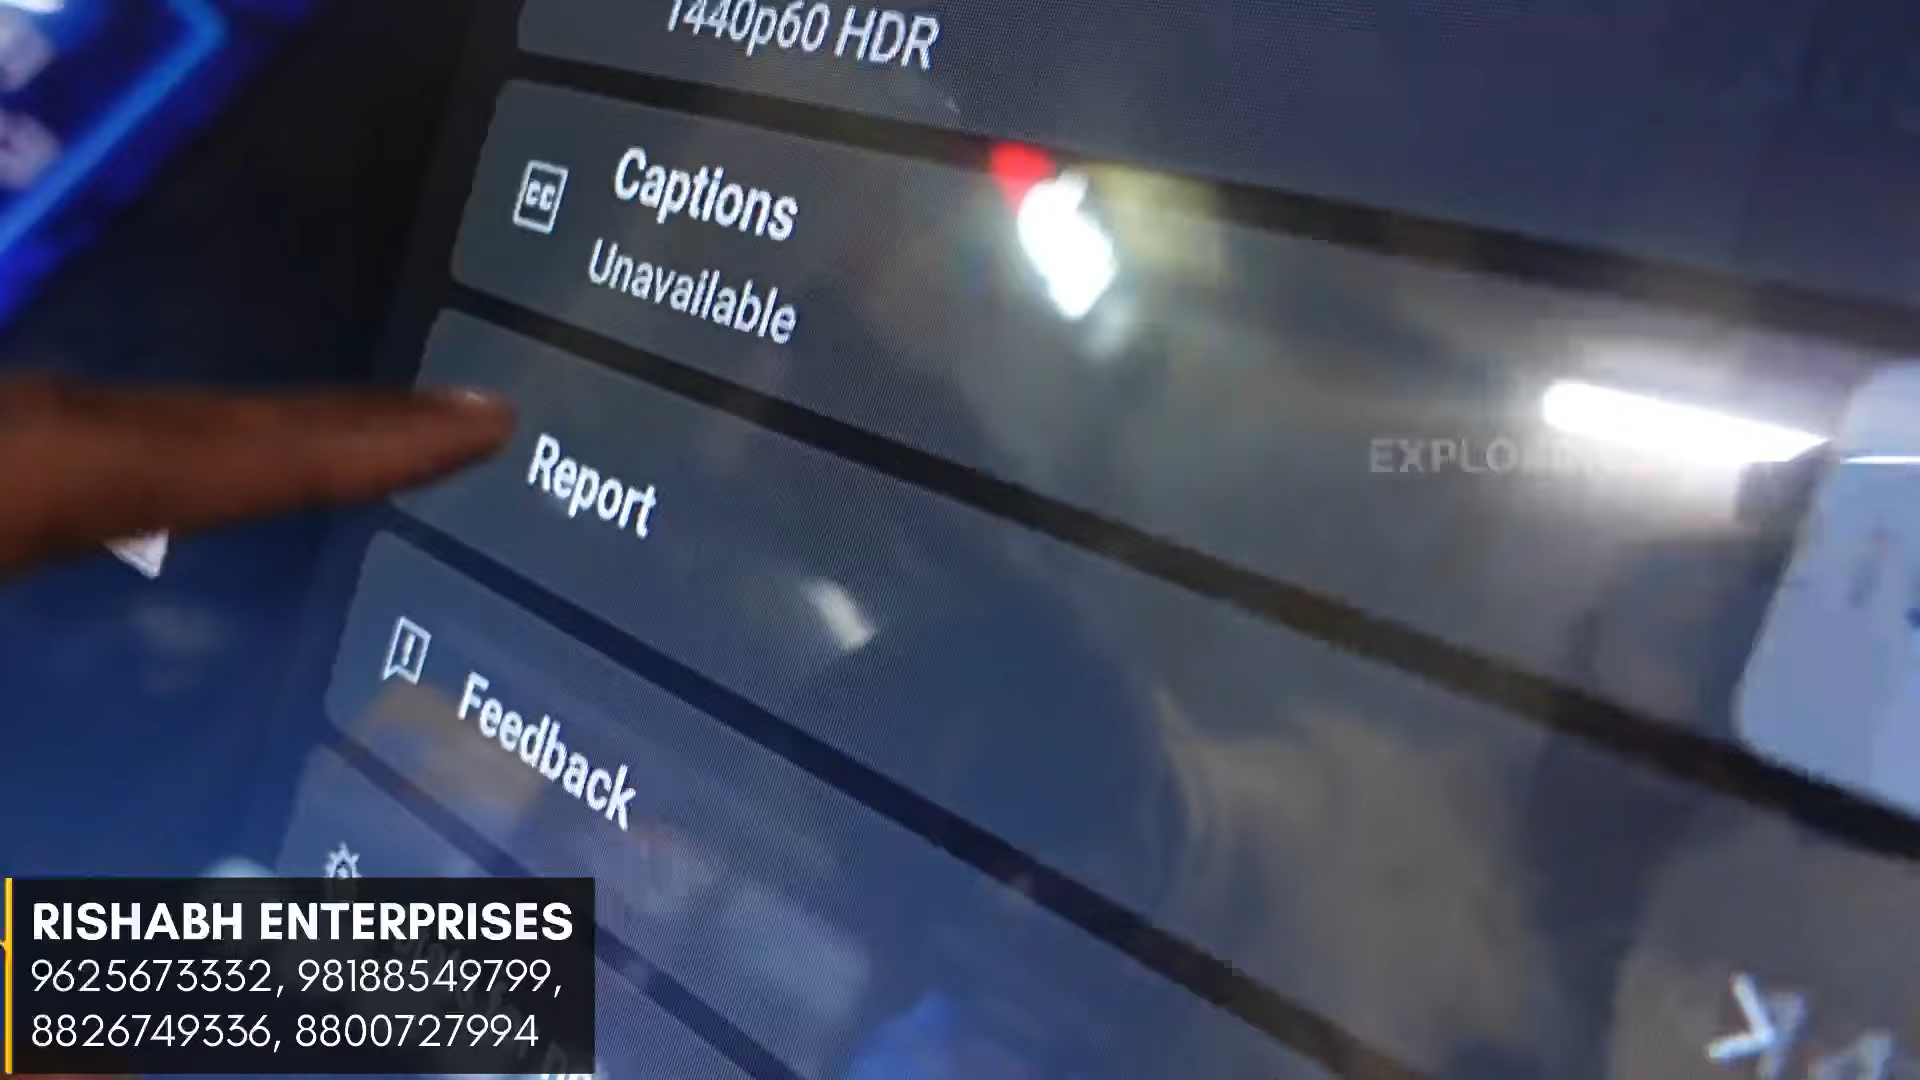 1440p60 HDR
Captions
Unavailable
Report
Feedback
RISHABH ENTERPRISES
9625673332, 98188549799,
8826749336, 8800727994